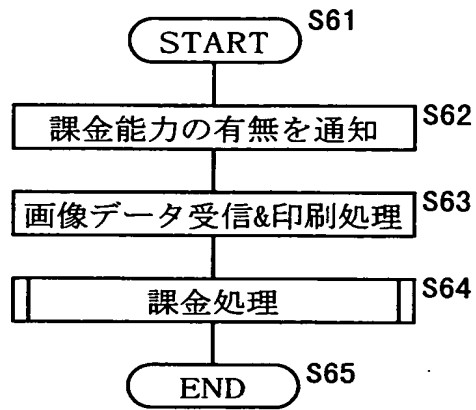 START S61
課金能力の有無を通知 S62
画像データ受信&印刷処理 S63
課金処理 S64
END S65